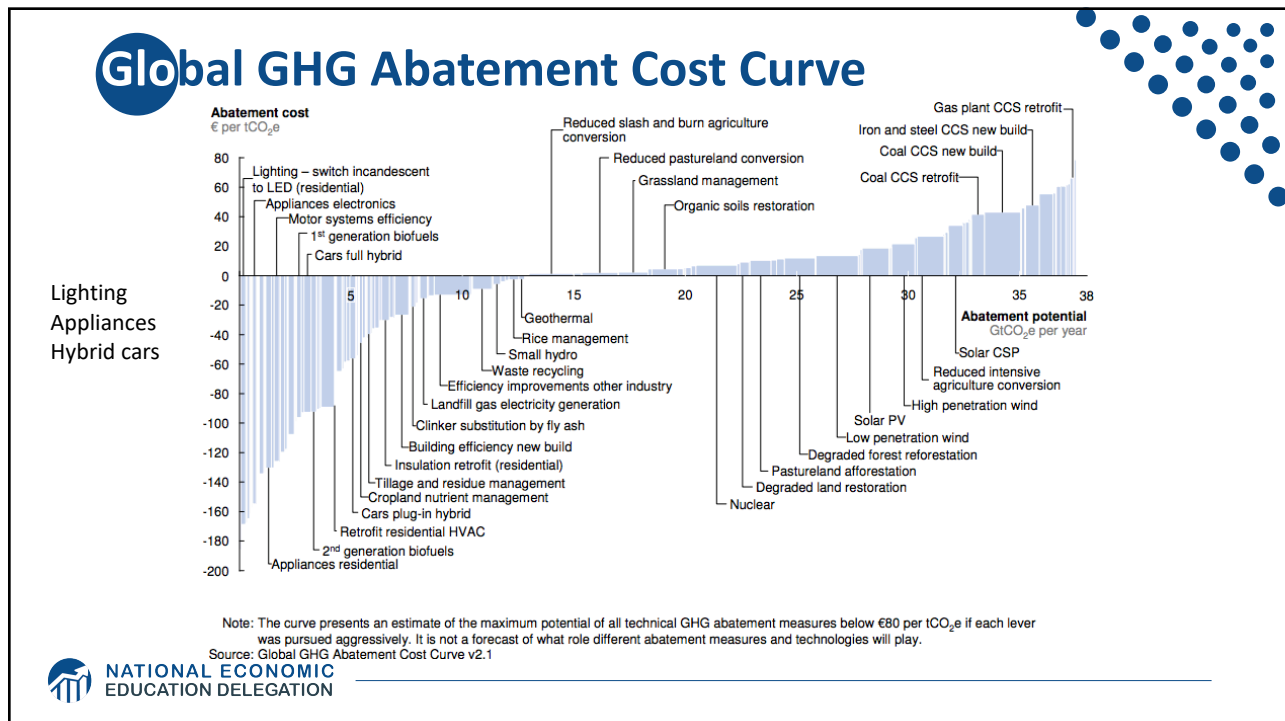 Global GHG Abatement Cost Curve
Abatement cost
€ per tCO₂e
80
60
40
20
0
-20
-40
-60
-80
-100
-120
-140
-160
-180
-200
Lighting – switch incandescent
to LED (residential)
Appliances electronics
Motor systems efficiency
1st generation biofuels
Cars full hybrid
Reduced slash and burn agriculture
conversion
Reduced pastureland conversion
Grassland management
Organic soils restoration
Gas plant CCS retrofit
Iron and steel CCS new build
Coal CCS new build
Coal CCS retrofit
5
10
15
20
25
30
35
38
Abatement potential
GtCO₂e per year
Lighting
Appliances
Hybrid cars
Geothermal
Rice management
Small hydro
Waste recycling
Efficiency improvements other industry
Landfill gas electricity generation
Clinker substitution by fly ash
Building efficiency new build
Insulation retrofit (residential)
Tillage and residue management
Cropland nutrient management
Cars plug-in hybrid
Retrofit residential HVAC
2nd generation biofuels
Appliances residential
Solar CSP
Reduced intensive
agriculture conversion
High penetration wind
Solar PV
Low penetration wind
Degraded forest reforestation
Pastureland afforestation
Degraded land restoration
Nuclear
Note: The curve presents an estimate of the maximum potential of all technical GHG abatement measures below €80 per tCO₂e if each lever
was pursued aggressively. It is not a forecast of what role different abatement measures and technologies will play.
Source: Global GHG Abatement Cost Curve v2.1
NATIONAL ECONOMIC
EDUCATION DELEGATION